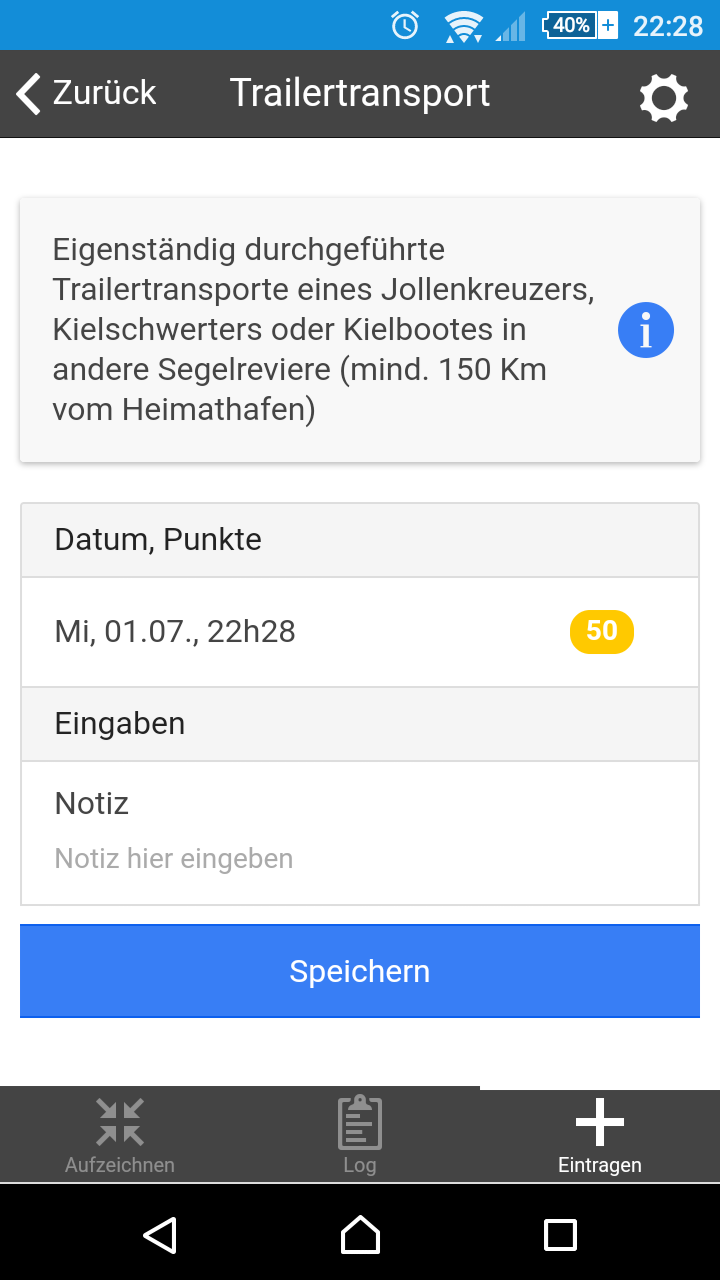 40%
22:28
Zurück
Trailertransport
Eigenständig durchgeführte
Trailertransporte eines Jollenkreuzers,
Kielschwerters oder Kielbootes in
andere Segelreviere (mind. 150 Km
vom Heimathafen)
Datum, Punkte
Mi, 01.07., 22h28
50
Eingaben
Notiz
Notiz hier eingeben
Speichern
Aufzeichnen
Log
Eintragen